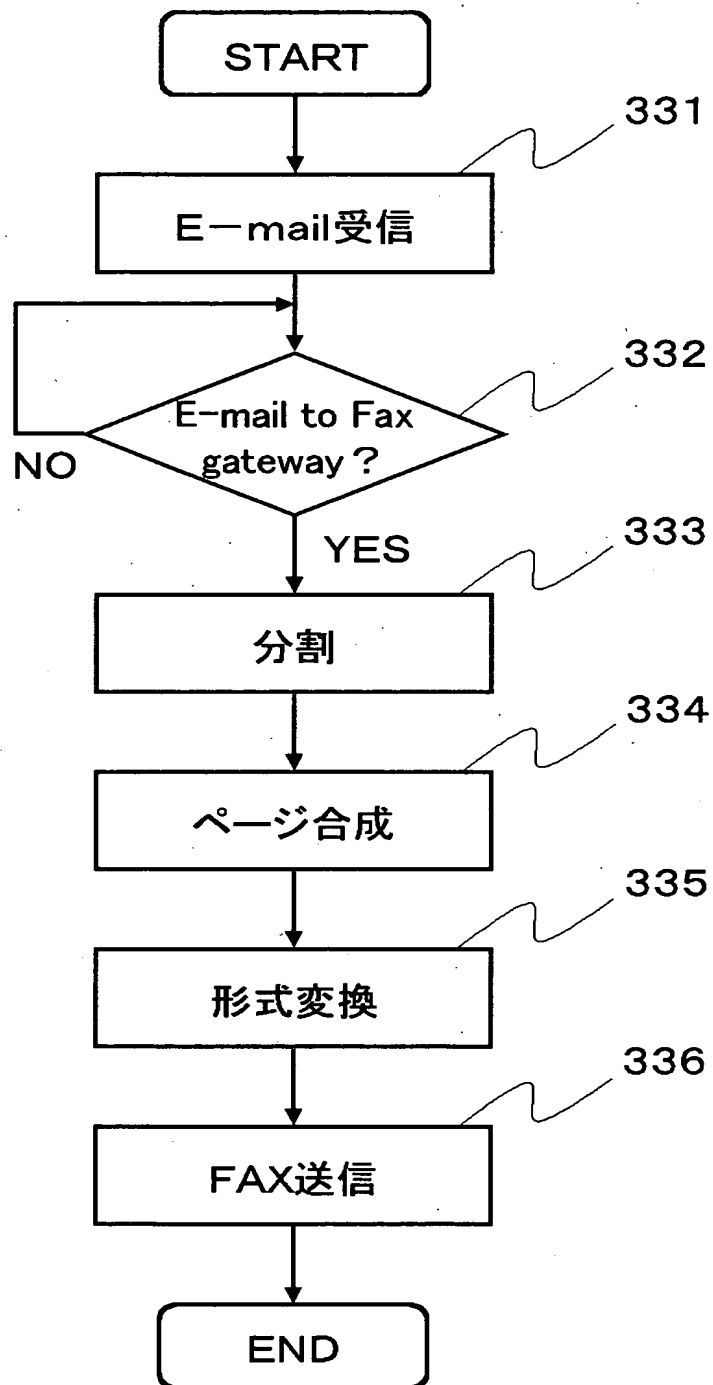 START
331
E－mail受信
332
E-mail to Fax
gateway？
NO
YES
333
分割
334
ページ合成
335
形式変換
336
FAX送信
END